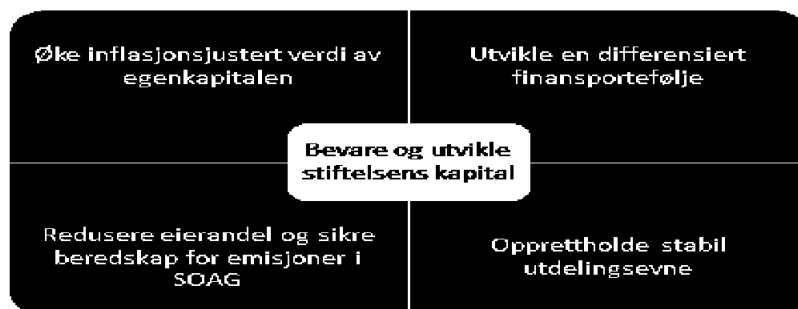 Øke inflasjonsjustert verdi av
egenkapitalen
Utvikle en differensiert
finansportefølje
Bevare og utvikle
stiftelsens kapital
Redusere eierandel og sikre
beredskap for emisjoner i
SOAG
Opprettholde stabil
utdelingsevne